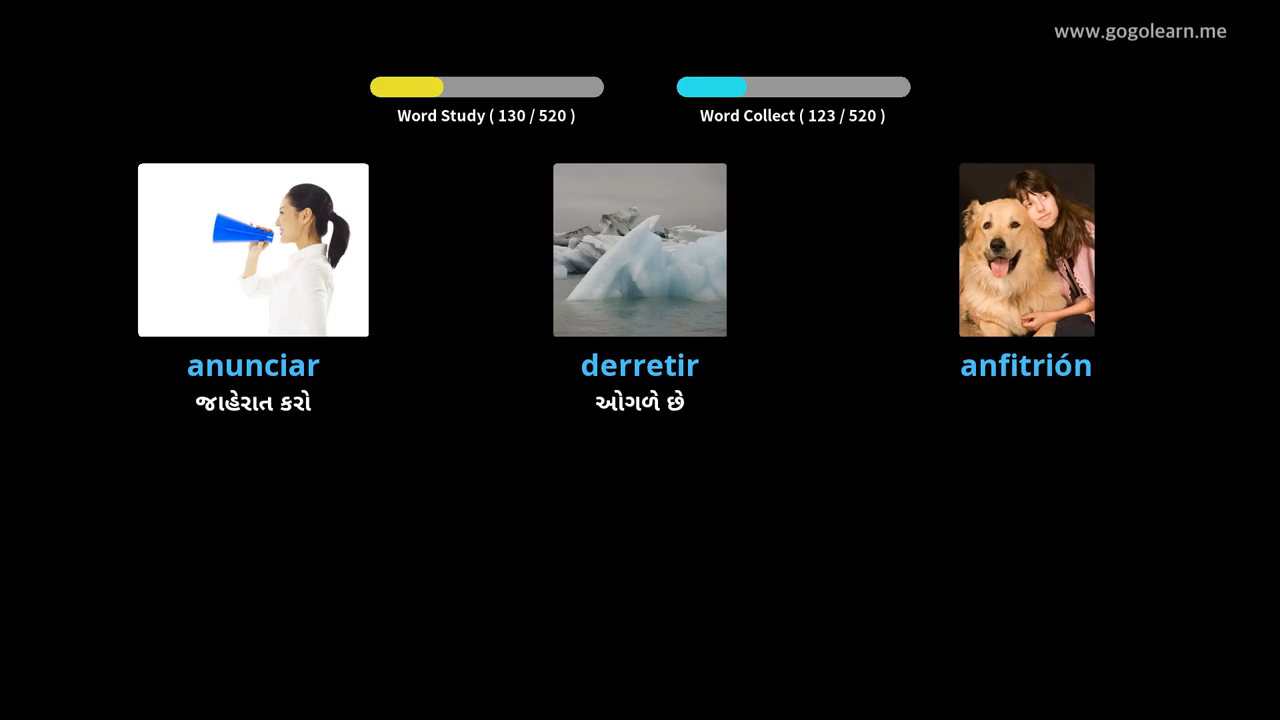 www.gogolearn.me
Word Study ( 130 / 520 )
Word Collect ( 123 / 520 )
anunciar
જાહેરાત કરો
derretir
ઓગળે છે
anfitrión